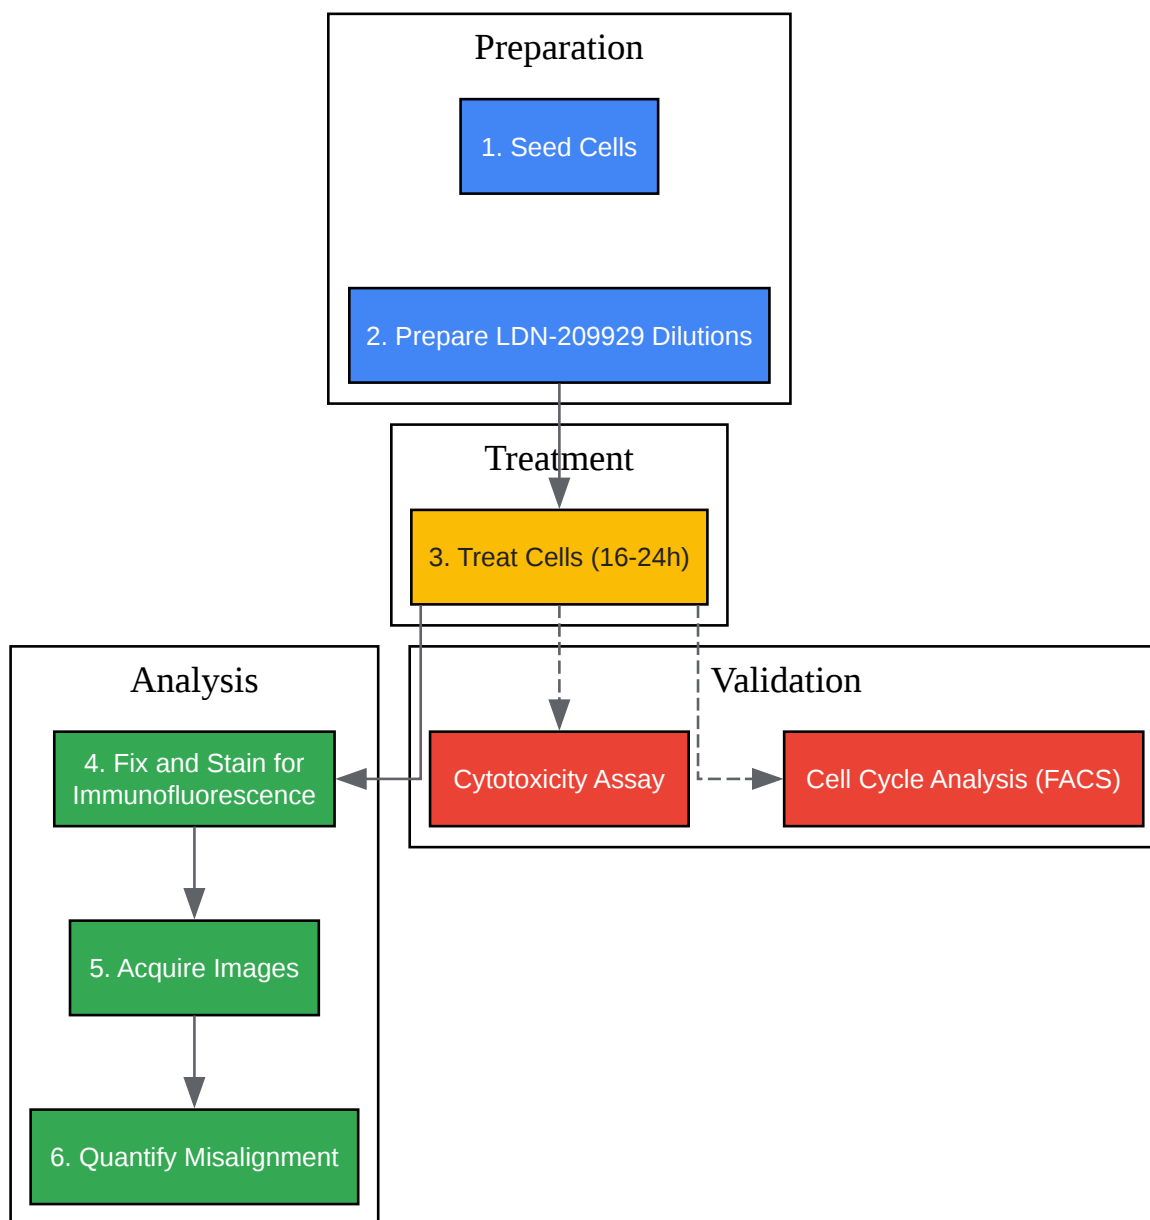 Preparation
1. Seed Cells
2. Prepare LDN-209929 Dilutions
Treatment
3. Treat Cells (16-24h)
Analysis
4. Fix and Stain for
Immunofluorescence
5. Acquire Images
6. Quantify Misalignment
Validation
Cytotoxicity Assay
Cell Cycle Analysis (FACS)